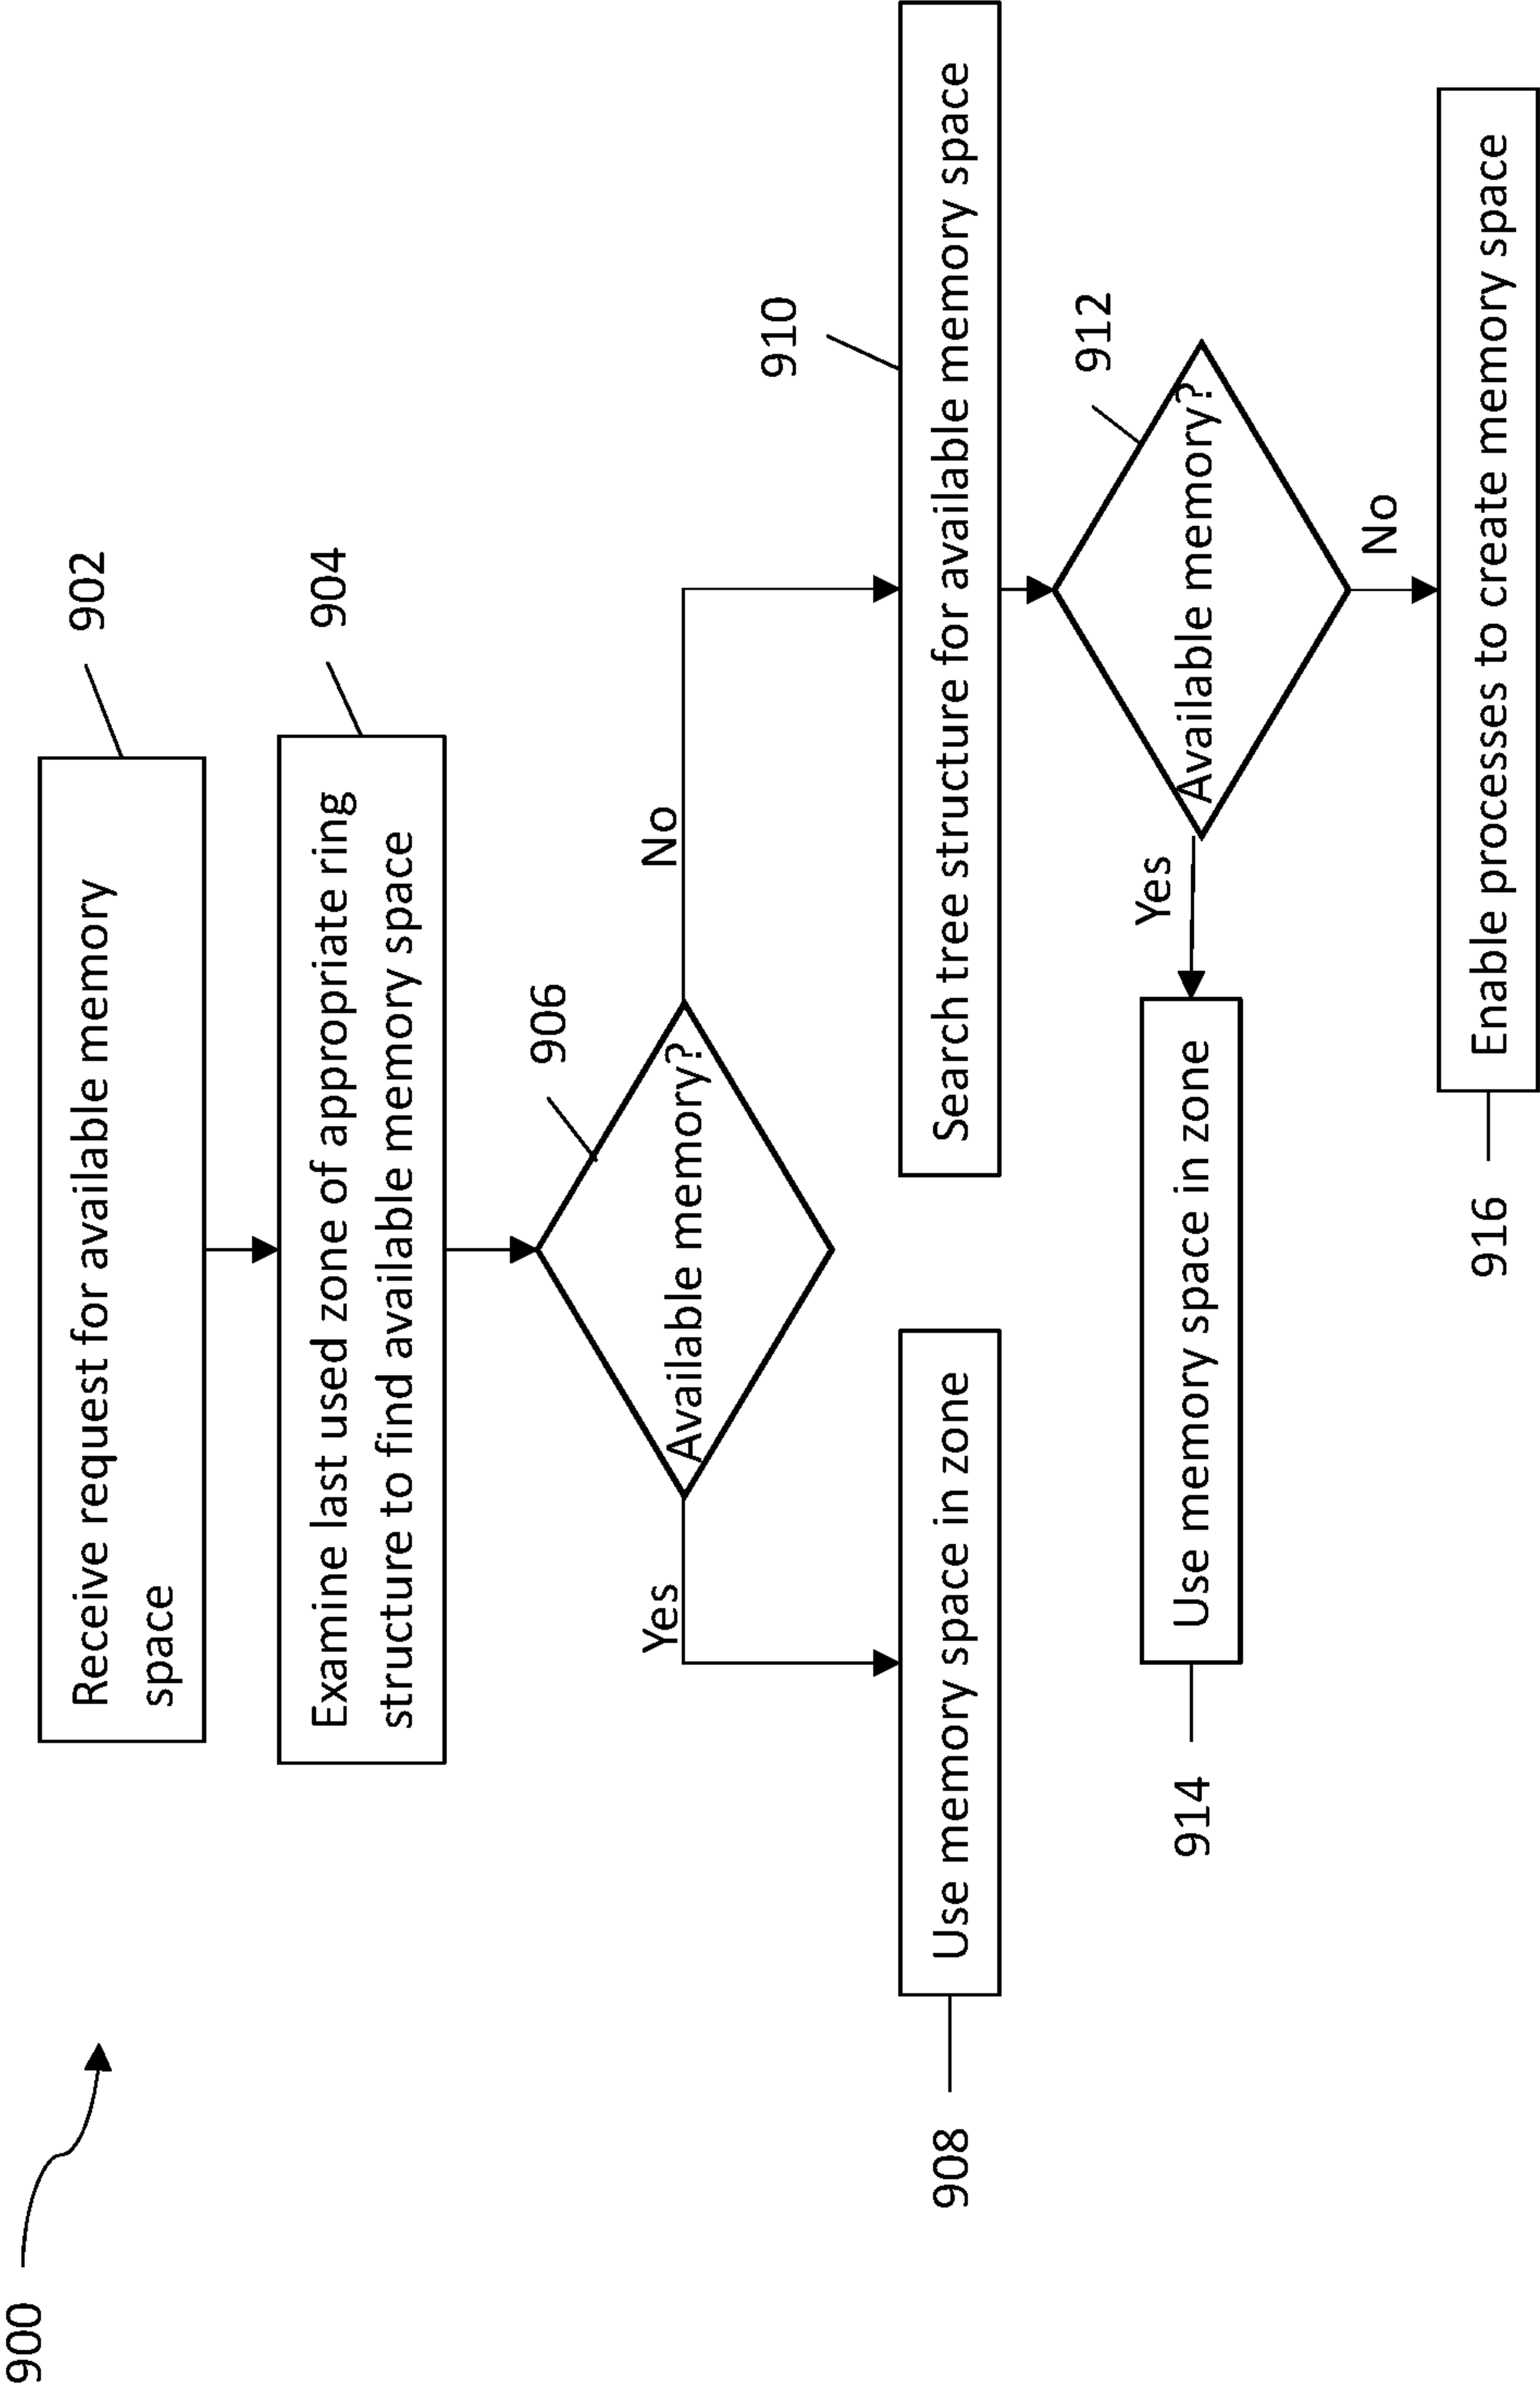 900
Receive request for available memory
space
902
Examine last used zone of appropriate ring
structure to find available memory space
904
906
Available memory?
Yes
No
908
Use memory space in zone
910
Search tree structure for available memory space
912
Available memory?
Yes
No
914
Use memory space in zone
916
Enable processes to create memory space